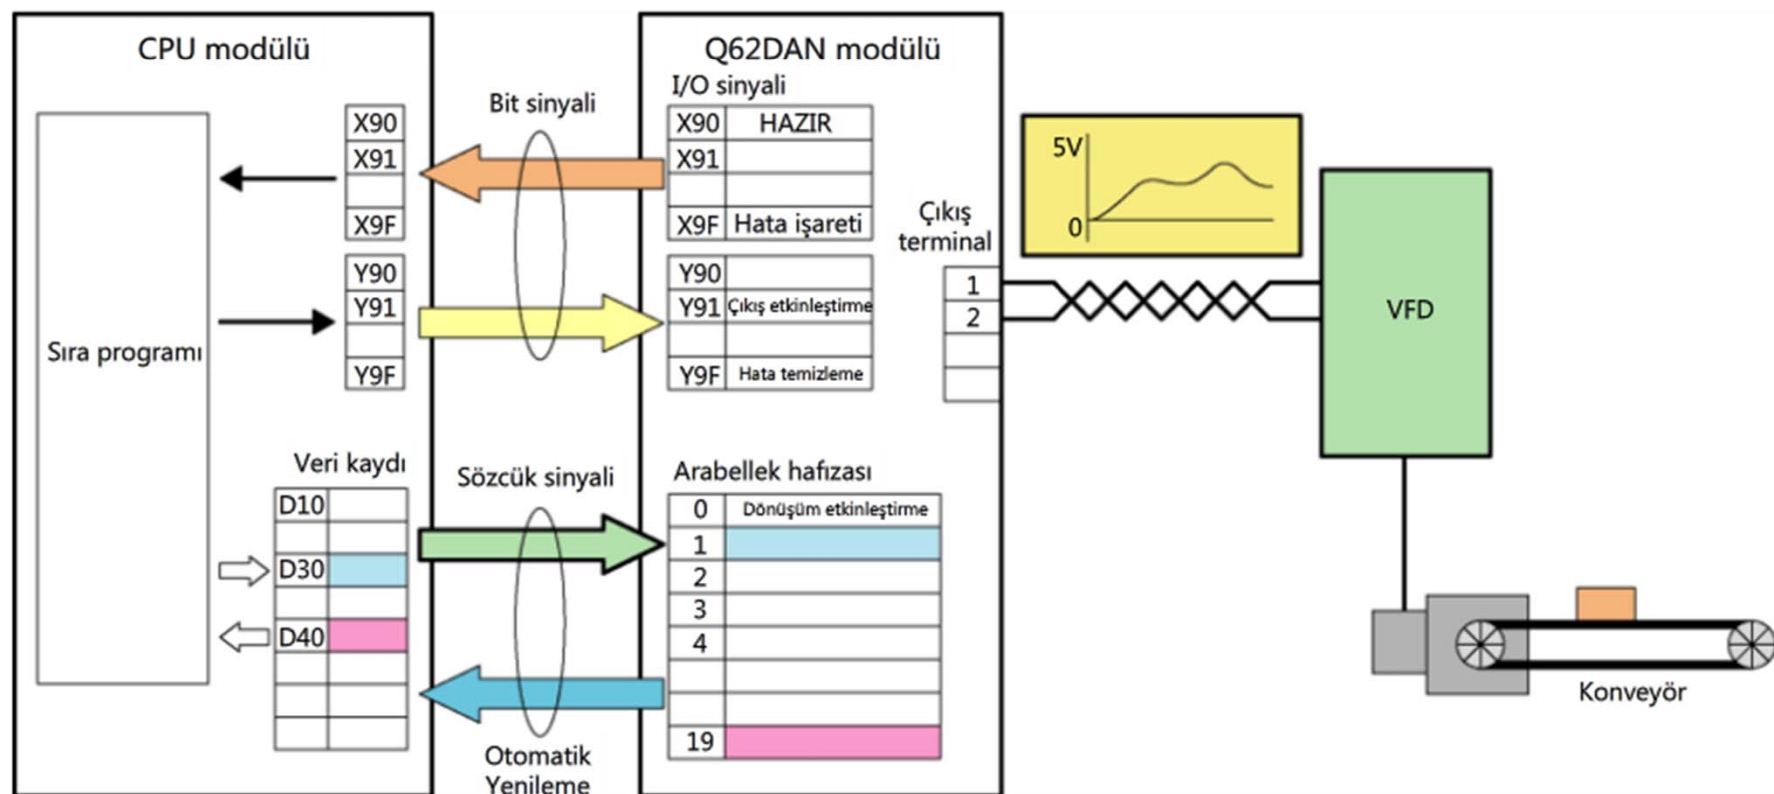 CPU modülü
Q62DAN modülü
I/O sinyali
Bit sinyali
X90
X91
X9F
Y90
Y91
Y9F
X90 HAZIR
X91
X9F Hata işareti
Y90
Y91 Çıkış etkinleştirme
Y9F Hata temizleme
Sıra programı
Çıkış
terminal
1
2
5V
0
VFD
Veri kaydı
D10
D30
D40
Sözcük sinyali
Otomatik
Yenileme
Arabellek hafızası
0 Dönüşüm etkinleştirme
1
2
3
4
19
Konveyör